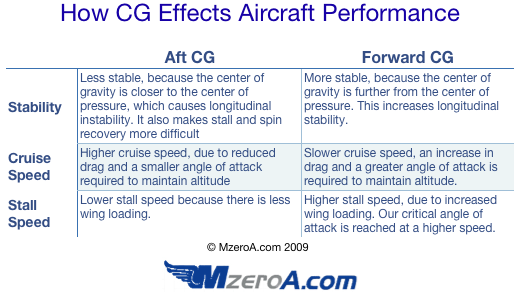 How CG Effects Aircraft Performance
Aft CG
Forward CG
Stability
Less stable, because the center of
gravity is closer to the center of
pressure, which causes longitudinal
instability. It also makes stall and spin
recovery more difficult
More stable, because the center of
gravity is further from the center of
pressure. This increases longitudinal
stability.
Cruise
Speed
Higher cruise speed, due to reduced
drag and a smaller angle of attack
required to maintain altitude
Slower cruise speed, an increase in
drag and a greater angle of attack is
required to maintain altitude.
Stall
Speed
Lower stall speed because there is less
wing loading.
Higher stall speed, due to increased
wing loading. Our critical angle of
attack is reached at a higher speed.
© MzeroA.com 2009
MzeroA.com